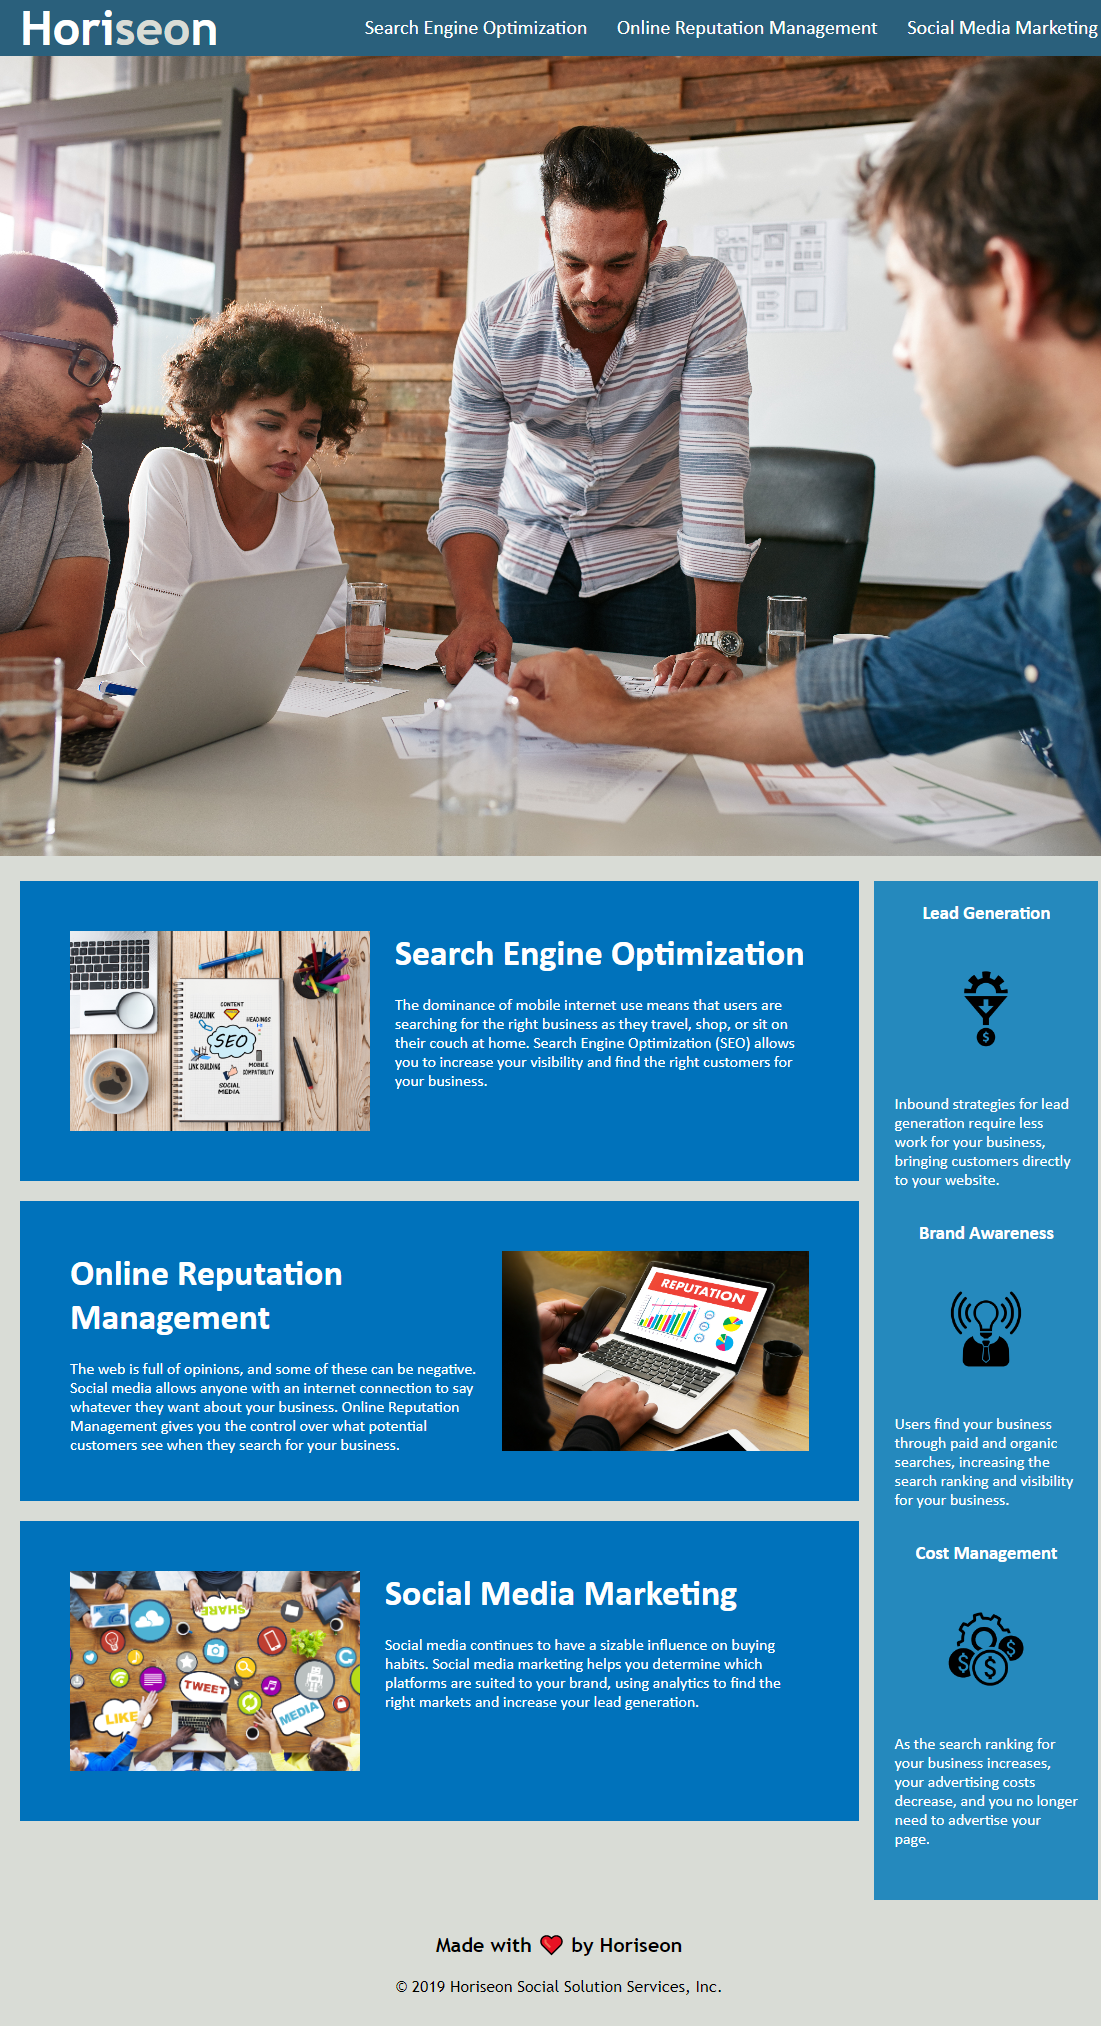 Horiseon
Search Engine Optimization
Online Reputation Management
Social Media Marketing
CONTENT
BACKLINK
HEADINGS
SEO
LINK BUILDING
MOBILE
COMPATIBILITY
SOCIAL
MEDIA
Search Engine Optimization
The dominance of mobile internet use means that users are
searching for the right business as they travel, shop, or sit on
their couch at home. Search Engine Optimization (SEO) allows
you to increase your visibility and find the right customers for
your business.
Online Reputation
Management
The web is full of opinions, and some of these can be negative.
Social media allows anyone with an internet connection to say
whatever they want about your business. Online Reputation
Management gives you the control over what potential
customers see when they search for your business.
REPUTATION
SHARE
TWEET
LIKE
MEDIA
Social Media Marketing
Social media continues to have a sizable influence on buying
habits. Social media marketing helps you determine which
platforms are suited to your brand, using analytics to find the
right markets and increase your lead generation.
Lead Generation
$
Inbound strategies for lead
generation require less
work for your business,
bringing customers directly
to your website.
Brand Awareness
Users find your business
through paid and organic
searches, increasing the
search ranking and visibility
for your business.
Cost Management
$ $ $
As the search ranking for
your business increases,
your advertising costs
decrease, and you no longer
need to advertise your
page.
Made with ❤️ by Horiseon
© 2019 Horiseon Social Solution Services, Inc.